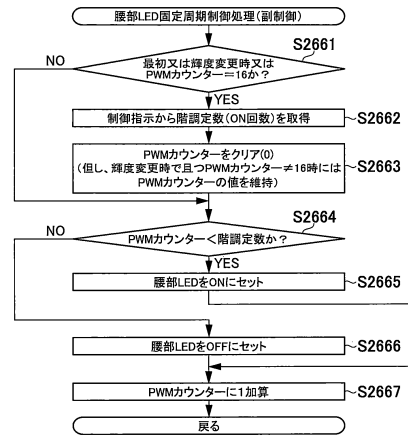 腰部LED固定周期制御処理(副制御)
S2661
NO
最初又は輝度変更時又は
PWMカウンター=16か?
YES
制御指示から階調定数(ON回数)を取得
S2662
PWMカウンターをクリア(0)
(但し、輝度変更時で且つPWMカウンター≠16時には
PWMカウンターの値を維持)
S2663
S2664
NO
PWMカウンター<階調定数か?
YES
腰部LEDをONにセット
S2665
腰部LEDをOFFにセット
S2666
PWMカウンターに1加算
S2667
戻る